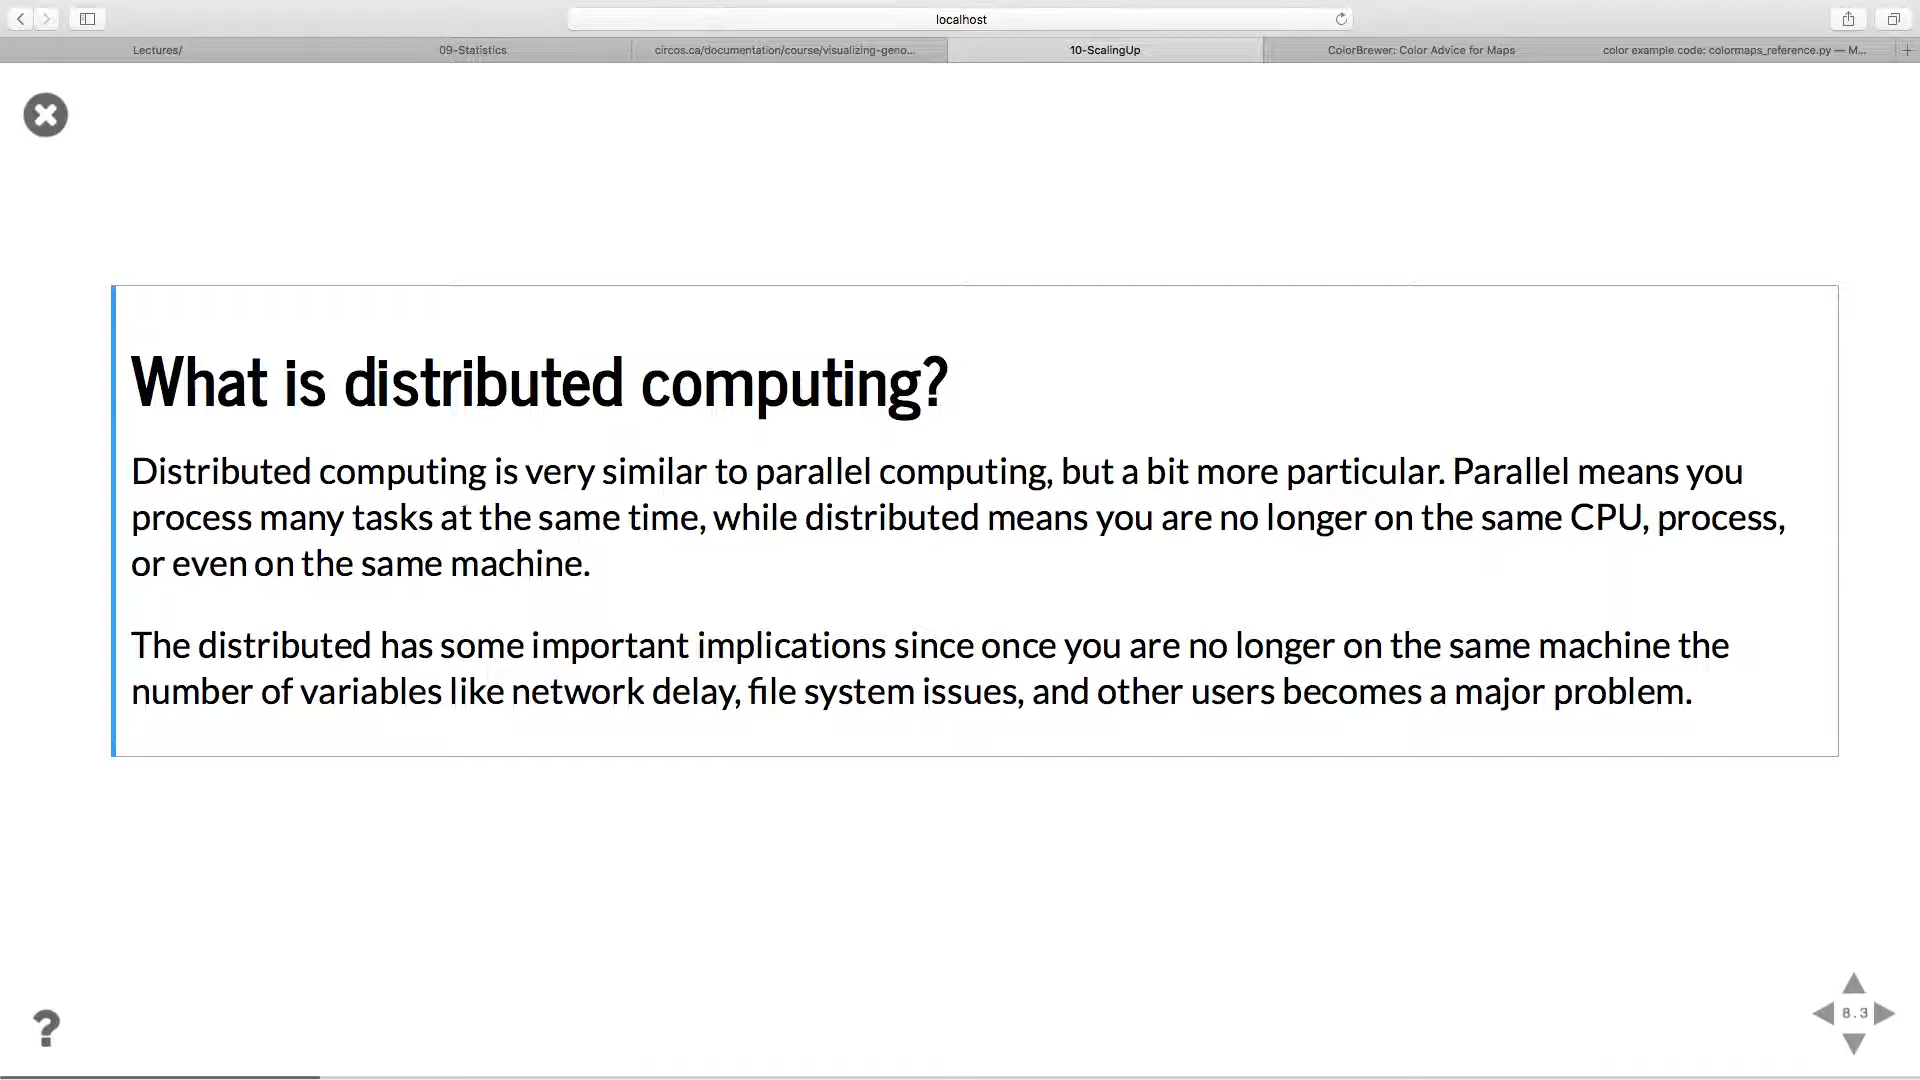 localhost
Lectures/
09-Statistics
circos.ca/documentation/course/visualizing-geno...
10-ScalingUp
ColorBrewer: Color Advice for Maps
color example code: colormaps_reference.py — M...
What is distributed computing?
Distributed computing is very similar to parallel computing, but a bit more particular. Parallel means you
process many tasks at the same time, while distributed means you are no longer on the same CPU, process,
or even on the same machine.
The distributed has some important implications since once you are no longer on the same machine the
number of variables like network delay, file system issues, and other users becomes a major problem.
?
8.3